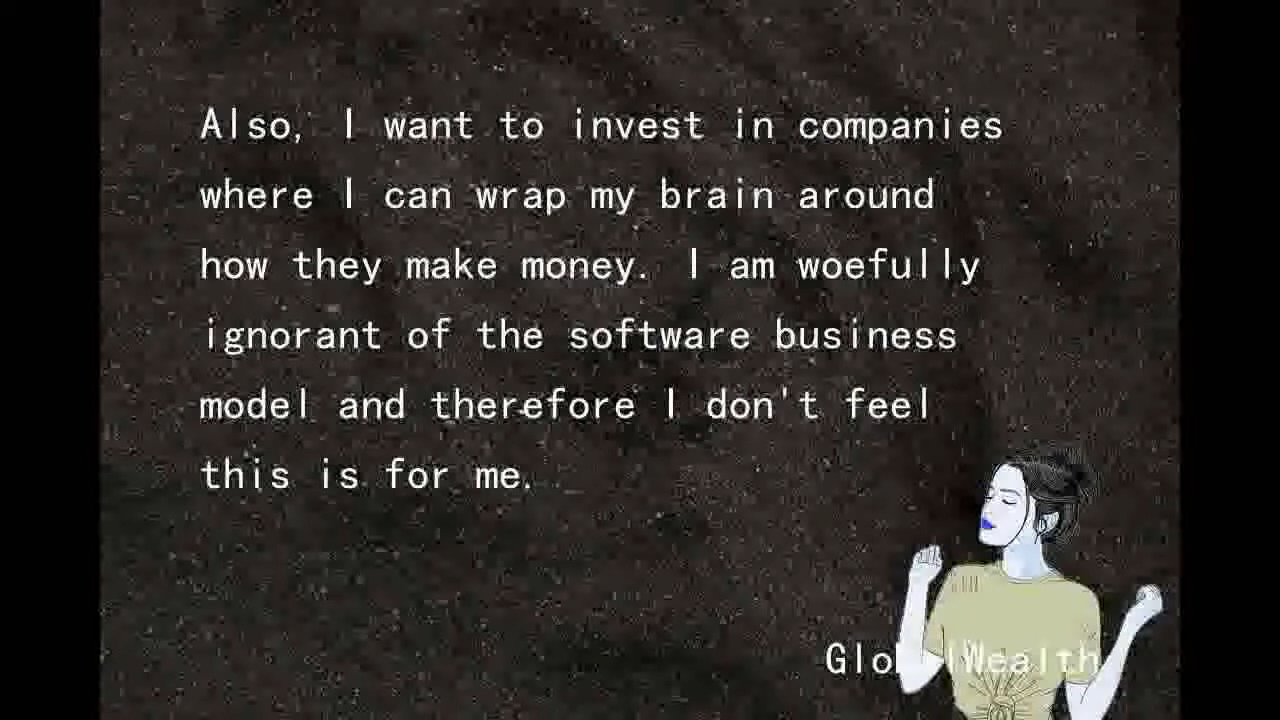 Also, I want to invest in companies
where I can wrap my brain around
how they make money. I am woefully
ignorant of the software business
model and therefore I don't feel
this is for me.
GlobalWealth